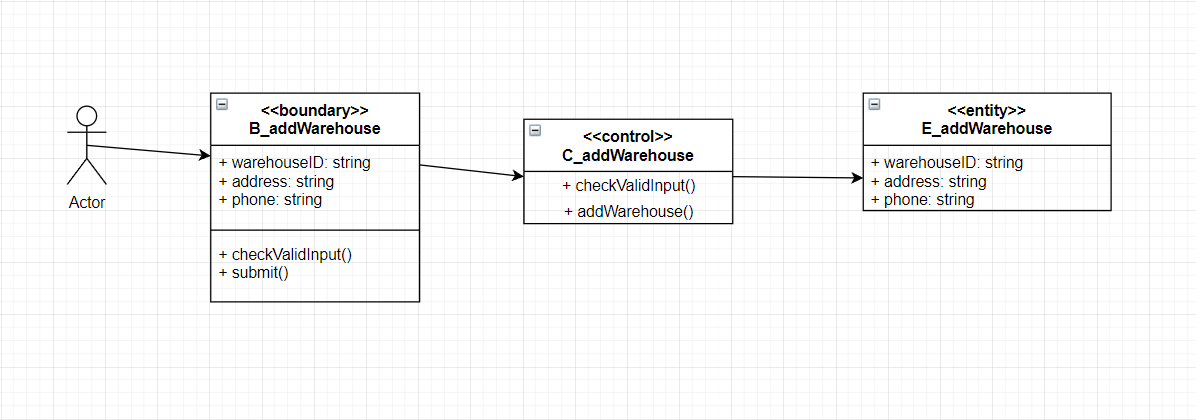 Actor
<<boundary>>
B_addWarehouse
+ warehouseID: string
+ address: string
+ phone: string
+ checkValidInput()
+ submit()
<<control>>
C_addWarehouse
+ checkValidInput()
+ addWarehouse()
<<entity>>
E_addWarehouse
+ warehouseID: string
+ address: string
+ phone: string